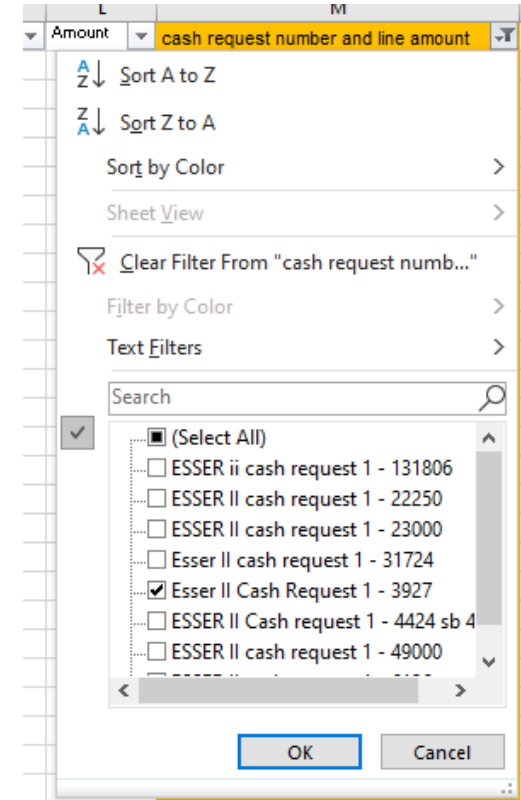 L M
Amount cash request number and line amount
Sort A to Z
Sort Z to A
Sort by Color
Sheet View
Clear Filter From "cash request numb..."
Filter by Color
Text Filters
Search
(Select All)
ESSER ii cash request 1 - 131806
ESSER II cash request 1 - 22250
ESSER II cash request 1 - 23000
Esser II cash request 1 - 31724
Esser II Cash Request 1 - 3927
ESSER II Cash request 1 - 4424 sb 4
ESSER II cash request 1 - 49000
OK Cancel